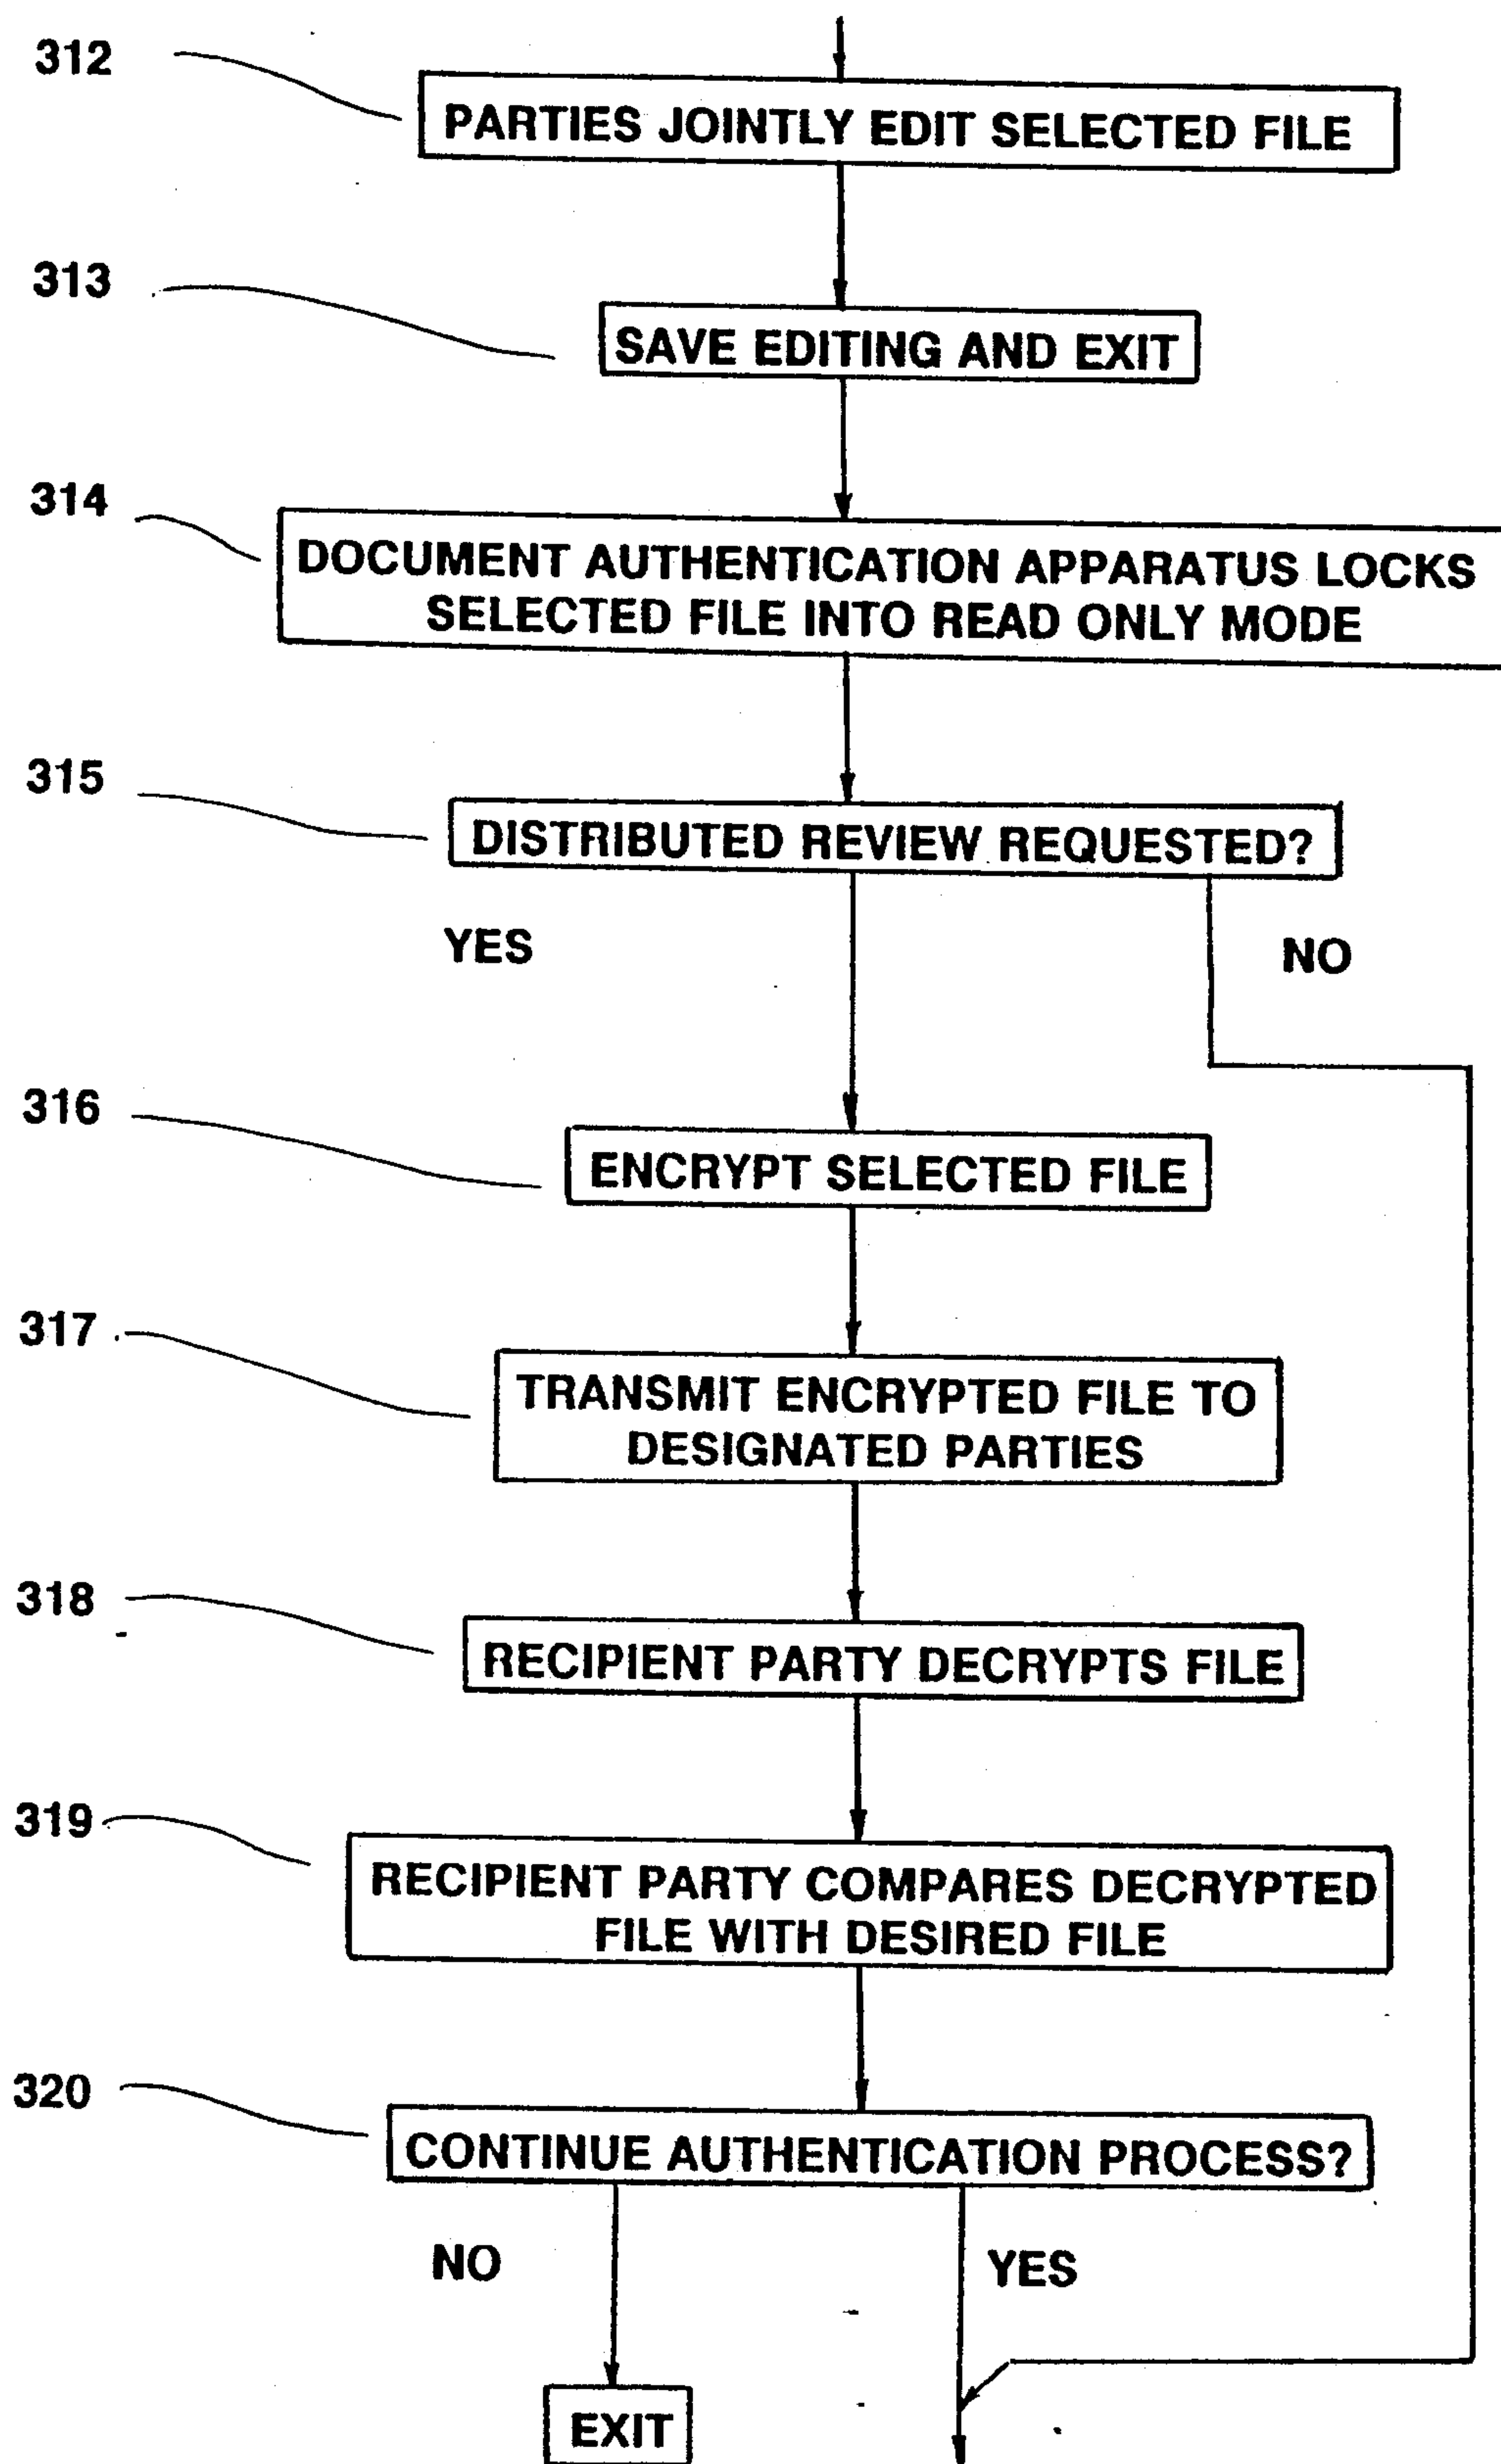 312
PARTIES JOINTLY EDIT SELECTED FILE
313
SAVE EDITING AND EXIT
314
DOCUMENT AUTHENTICATION APPARATUS LOCKS
SELECTED FILE INTO READ ONLY MODE
315
DISTRIBUTED REVIEW REQUESTED?
YES
NO
316
ENCRYPT SELECTED FILE
317
TRANSMIT ENCRYPTED FILE TO
DESIGNATED PARTIES
318
RECIPIENT PARTY DECRYPTS FILE
319
RECIPIENT PARTY COMPARES DECRYPTED
FILE WITH DESIRED FILE
320
CONTINUE AUTHENTICATION PROCESS?
NO
YES
EXIT